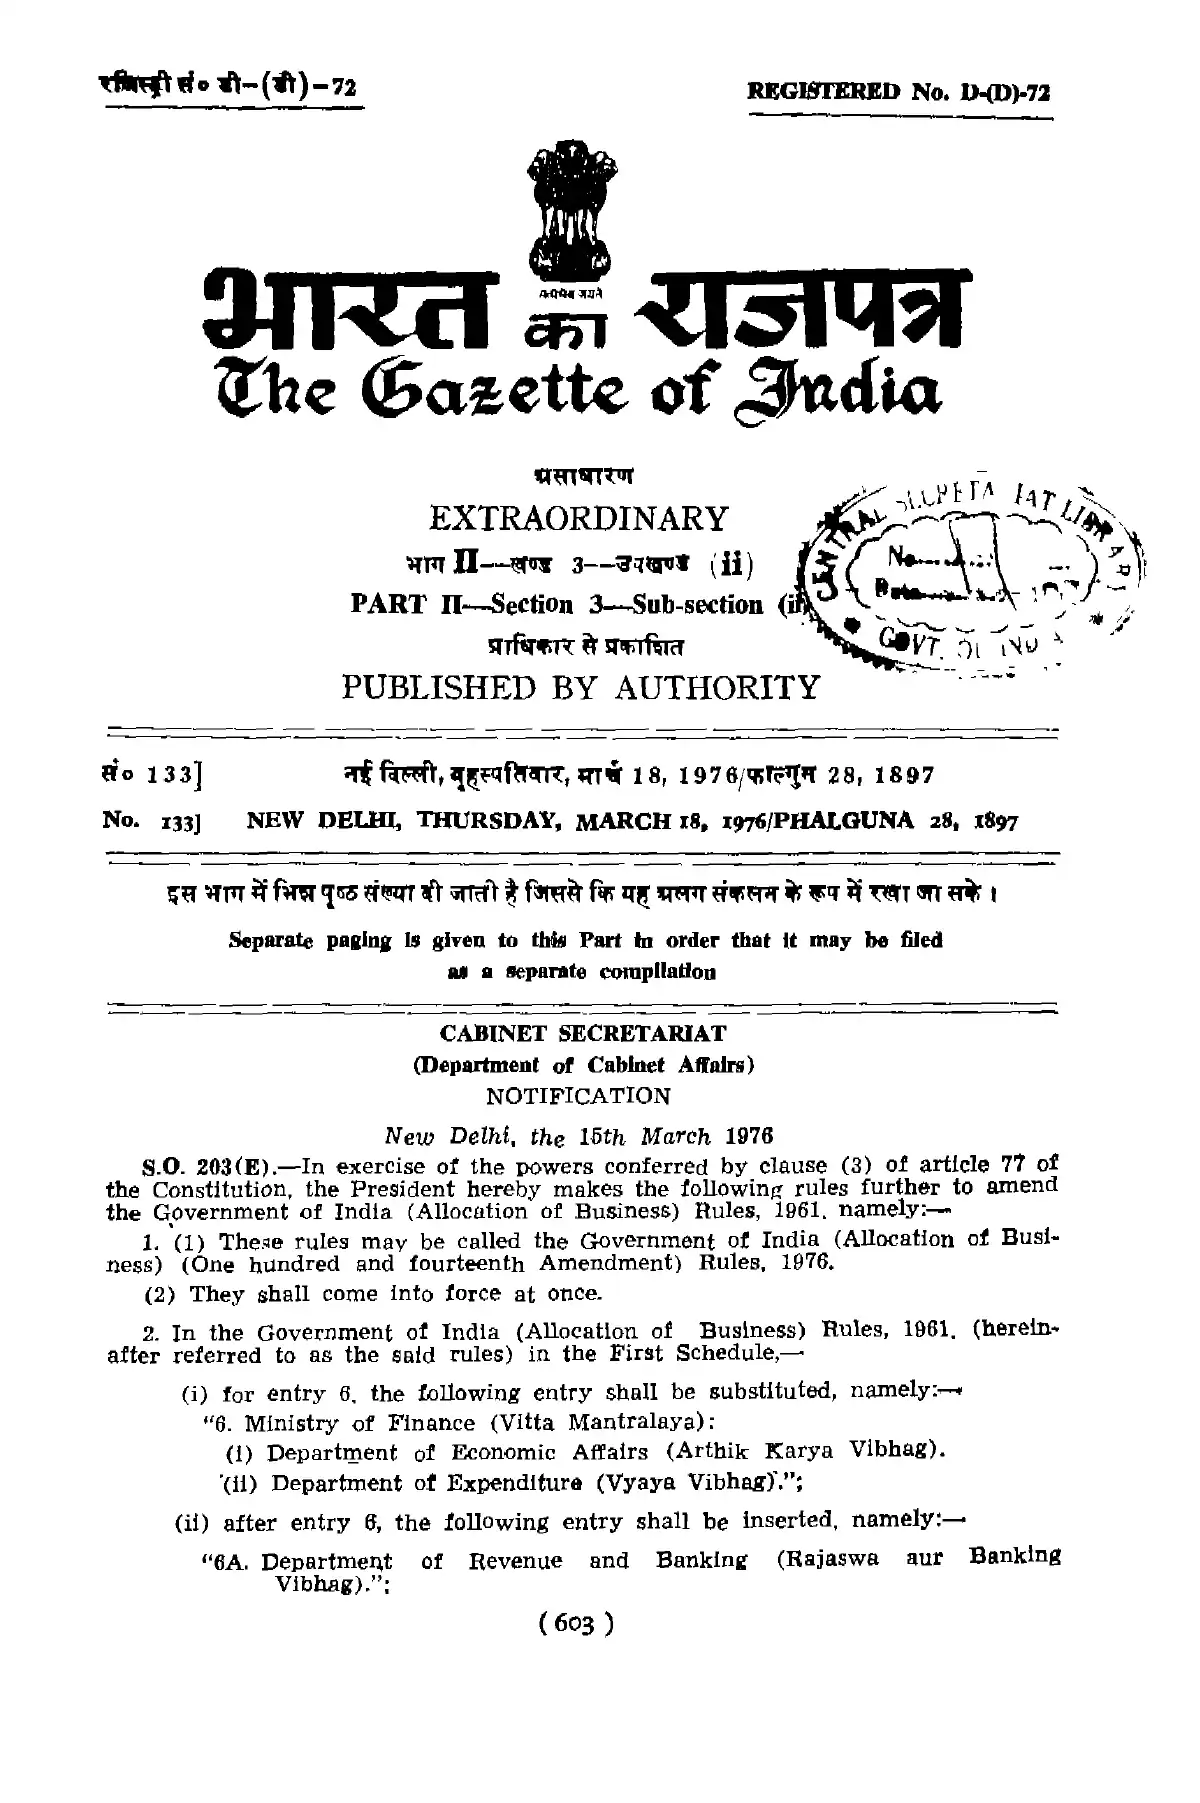 रजिस्ट्री सं० डी-(डी)-72
REGISTERED No. D-(D)-72
सत्यमेव जयते
भारत का राजपत्र
The Gazette of India
असाधारण
EXTRAORDINARY
भाग II—खण्ड 3—उपखण्ड (ii)
PART II—Section 3—Sub-section (ii
CENTRAL SECRETARIAT LIBRARY
No.
Date
GOVT. OF INDIA
प्राधिकार से प्रकाशित
PUBLISHED BY AUTHORITY
सं० 133]
नई दिल्ली, वृहस्पतिवार, मार्च 18, 1976/फाल्गुन 28, 1897
No. 133]
NEW DELHI, THURSDAY, MARCH 18, 1976/PHALGUNA 28, 1897
इस भाग में भिन्न पृष्ठ संख्या दी जाती है जिससे कि यह अलग संकलन के रूप में रखा जा सके ।
Separate paging is given to this Part in order that it may be filed
as a separate compilation
CABINET SECRETARIAT
(Department of Cabinet Affairs)
NOTIFICATION
New Delhi, the 15th March 1976
S.O. 203(E).—In exercise of the powers conferred by clause (3) of article 77 of
the Constitution, the President hereby makes the following rules further to amend
the Government of India (Allocation of Business) Rules, 1961, namely:—
1. (1) These rules may be called the Government of India (Allocation of Busi-
ness) (One hundred and fourteenth Amendment) Rules, 1976.
(2) They shall come into force at once.
2. In the Government of India (Allocation of Business) Rules, 1961, (herein-
after referred to as the said rules) in the First Schedule,—
(i) for entry 6, the following entry shall be substituted, namely:—
"6. Ministry of Finance (Vitta Mantralaya):
(i) Department of Economic Affairs (Arthik Karya Vibhag).
(ii) Department of Expenditure (Vyaya Vibhag).";
(ii) after entry 6, the following entry shall be inserted, namely:—
"6A. Department of Revenue and Banking (Rajaswa aur Banking
Vibhag).";
( 603 )